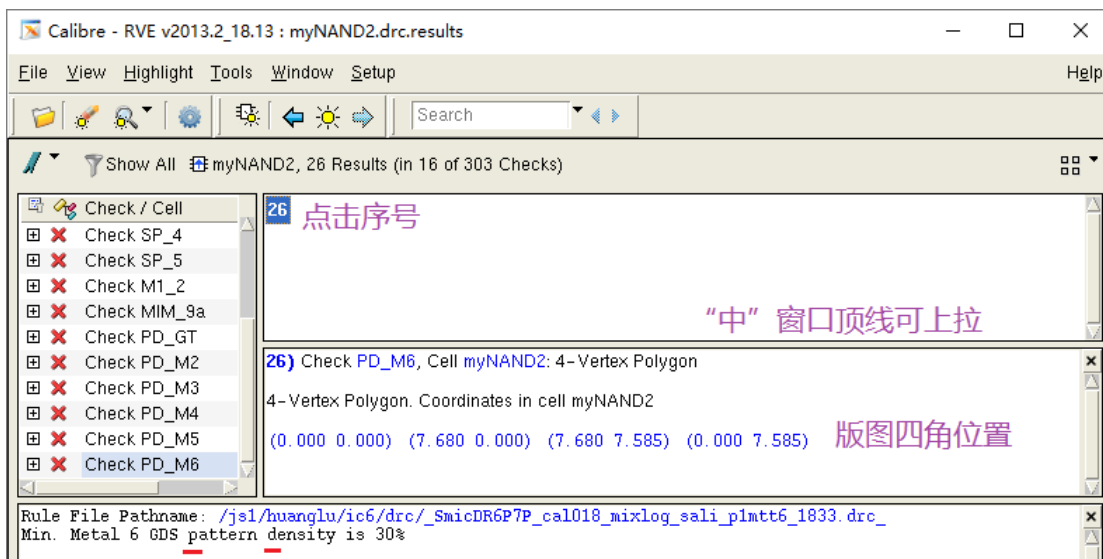 Calibre - RVE v2013.2_18.13 : myNAND2.drc.results
File View Highlight Tools Window Setup Help
Search
Show All myNAND2, 26 Results (in 16 of 303 Checks)
Check / Cell
Check SP_4
Check SP_5
Check M1_2
Check MIM_9a
Check PD_GT
Check PD_M2
Check PD_M3
Check PD_M4
Check PD_M5
Check PD_M6
26 点击序号
“中”窗口顶线可上拉
26) Check PD_M6, Cell myNAND2: 4-Vertex Polygon
4-Vertex Polygon. Coordinates in cell myNAND2
(0.000 0.000) (7.680 0.000) (7.680 7.585) (0.000 7.585) 版图四角位置
Rule File Pathname: /js1/huanglu/ic6/drc/_SmicDR6P7P_cal018_mixlog_sali_p1mtt6_1833.drc_
Min. Metal 6 GDS pattern density is 30%